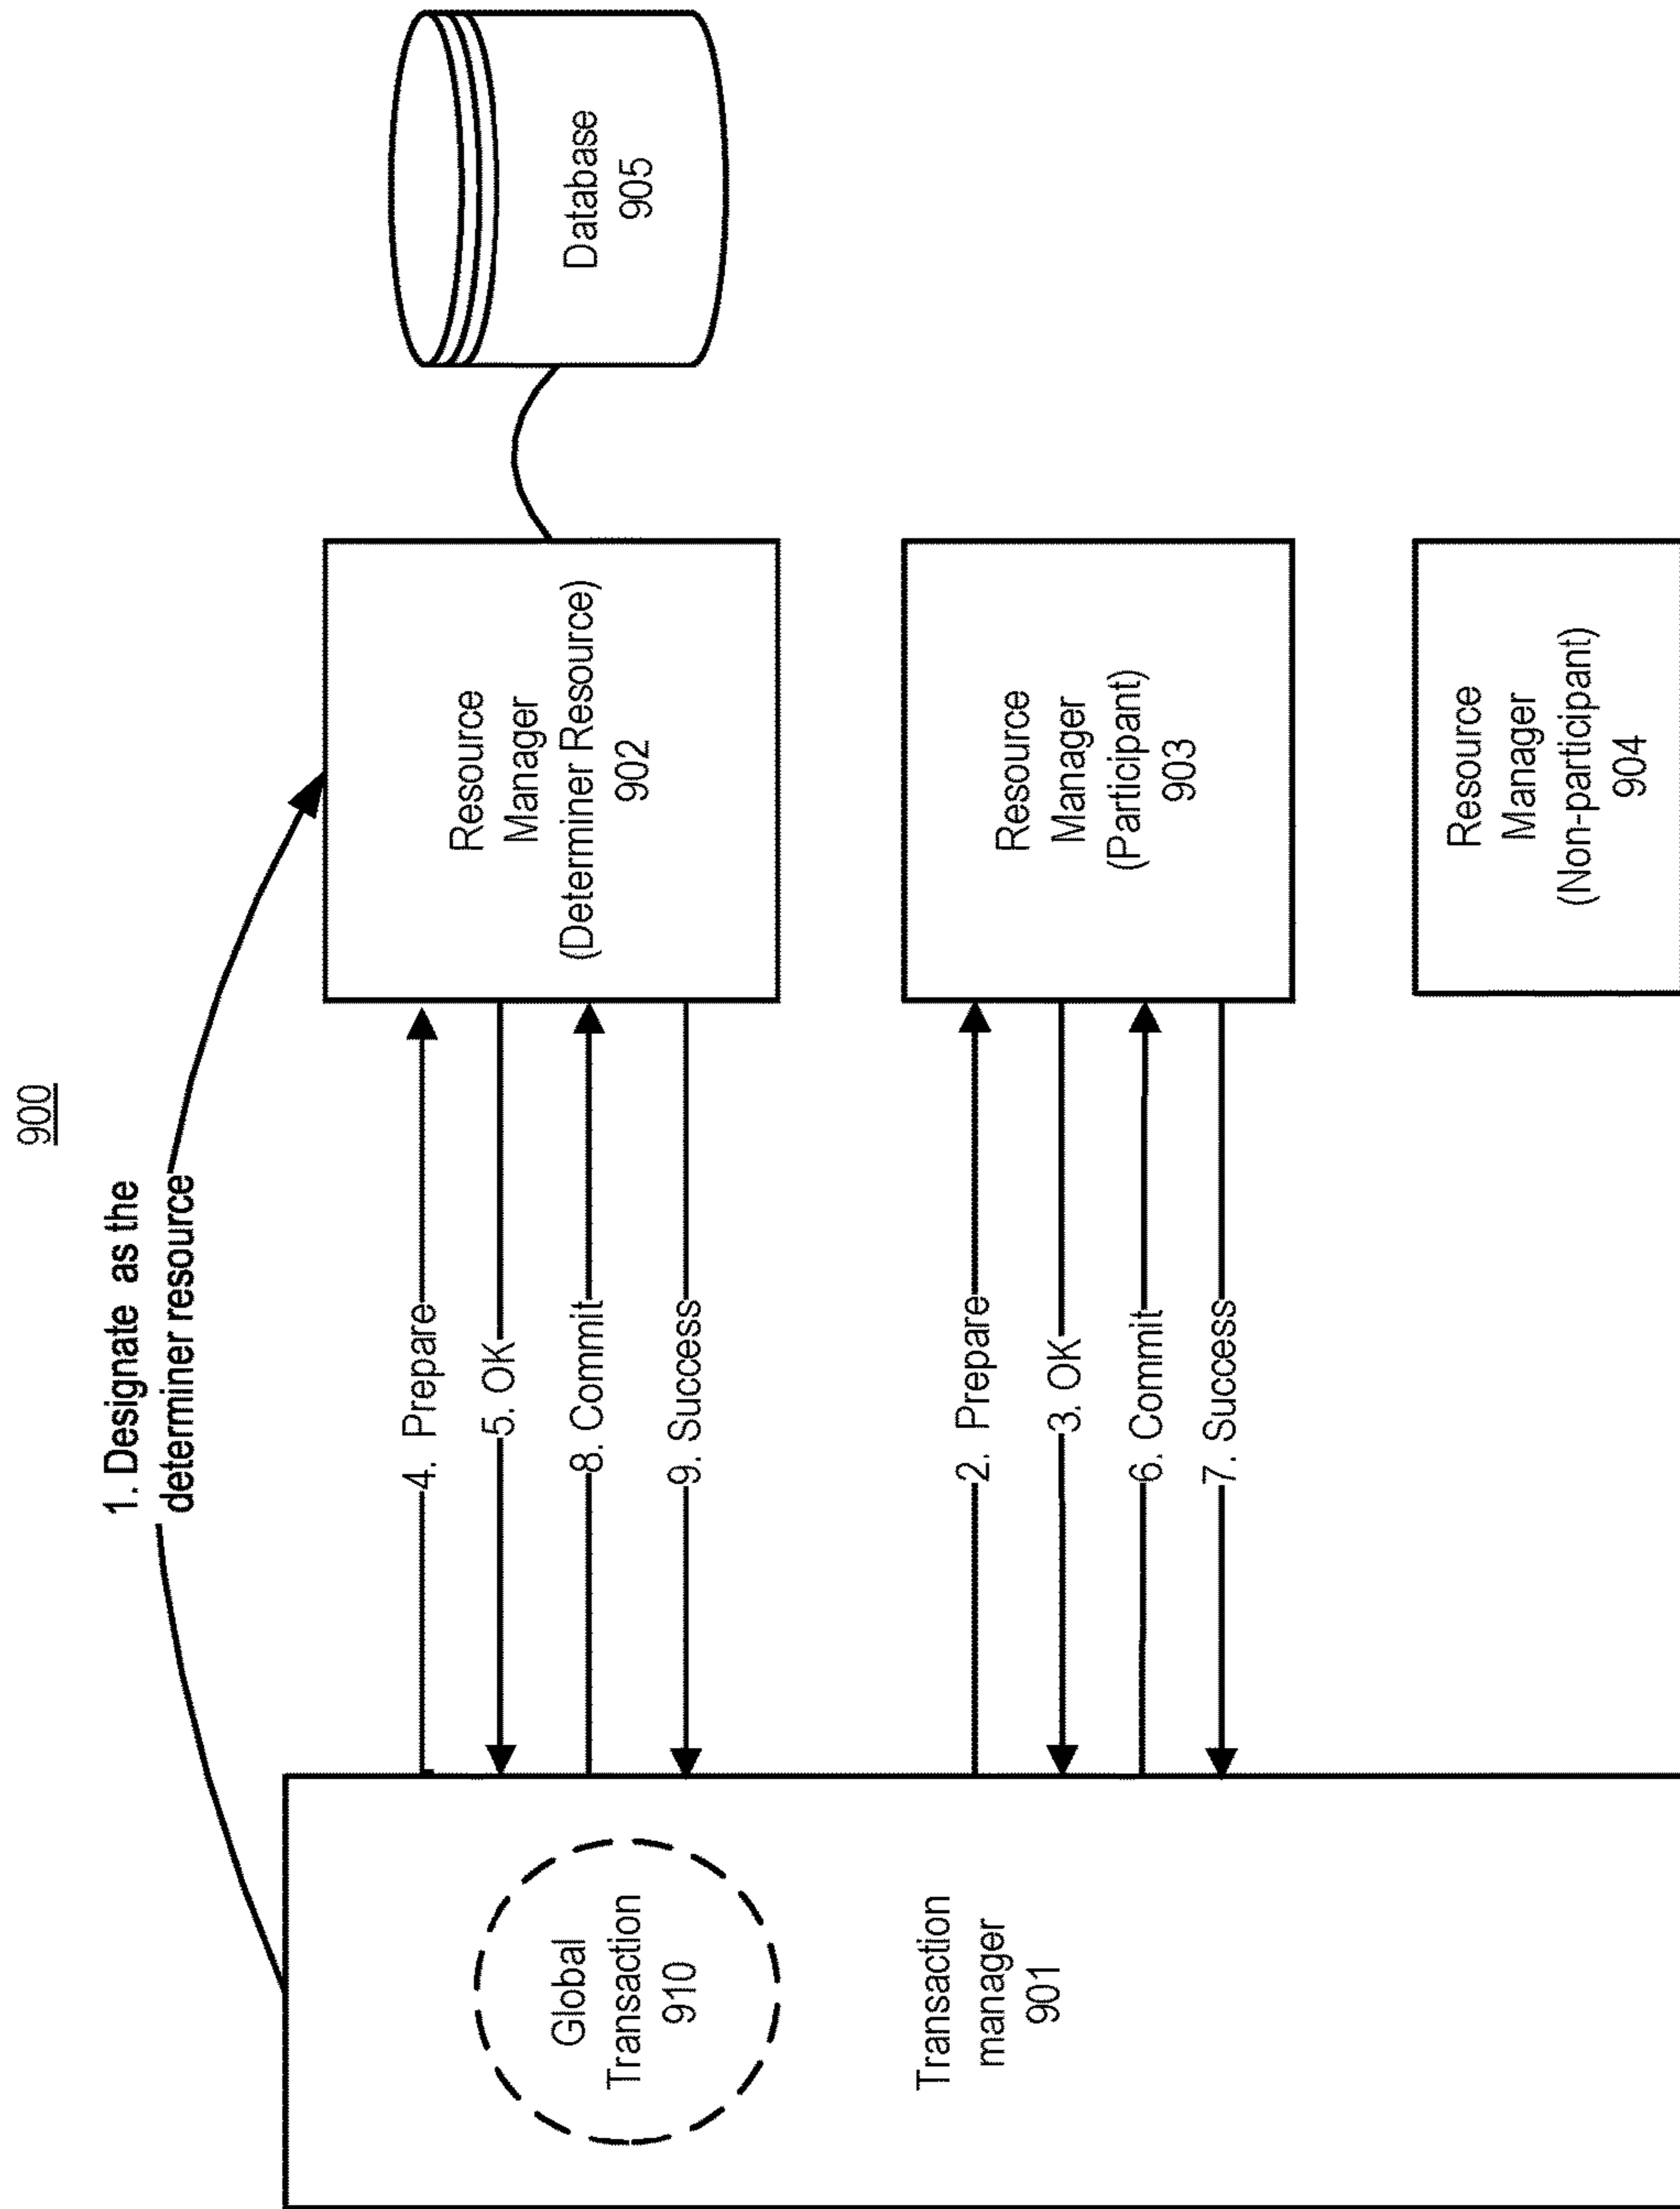 900
1. Designate as the
determiner resource
Global
Transaction
910
Transaction
manager
901
4. Prepare
5. OK
8. Commit
9. Success
2. Prepare
3. OK
6. Commit
7. Success
Resource
Manager
(Determiner Resource)
902
Resource
Manager
(Participant)
903
Resource
Manager
(Non-participant)
904
Database
905